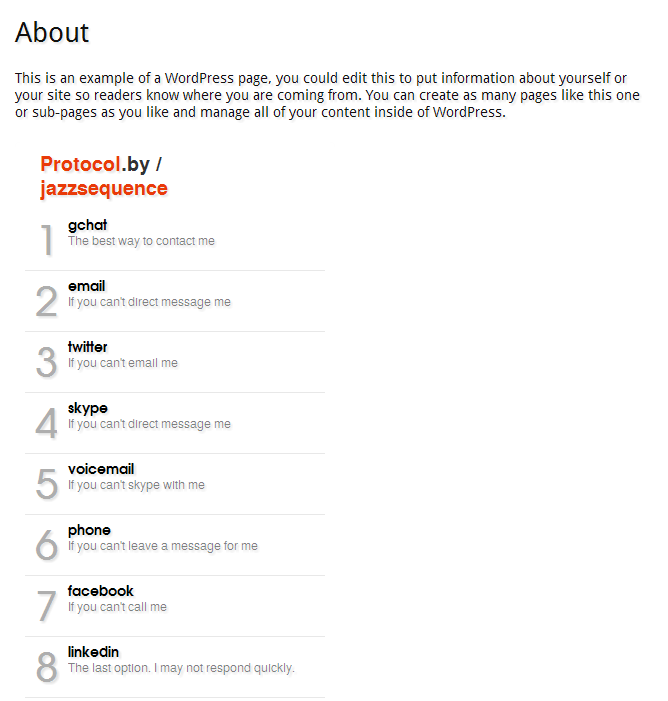 About
This is an example of a WordPress page, you could edit this to put information about yourself or
your site so readers know where you are coming from. You can create as many pages like this one
or sub-pages as you like and manage all of your content inside of WordPress.
Protocol.by /
jazzsequence
1
gchat
The best way to contact me
2
email
If you can't direct message me
3
twitter
If you can't email me
4
skype
If you can't direct message me
5
voicemail
If you can't skype with me
6
phone
If you can't leave a message for me
7
facebook
If you can't call me
8
linkedin
The last option. I may not respond quickly.